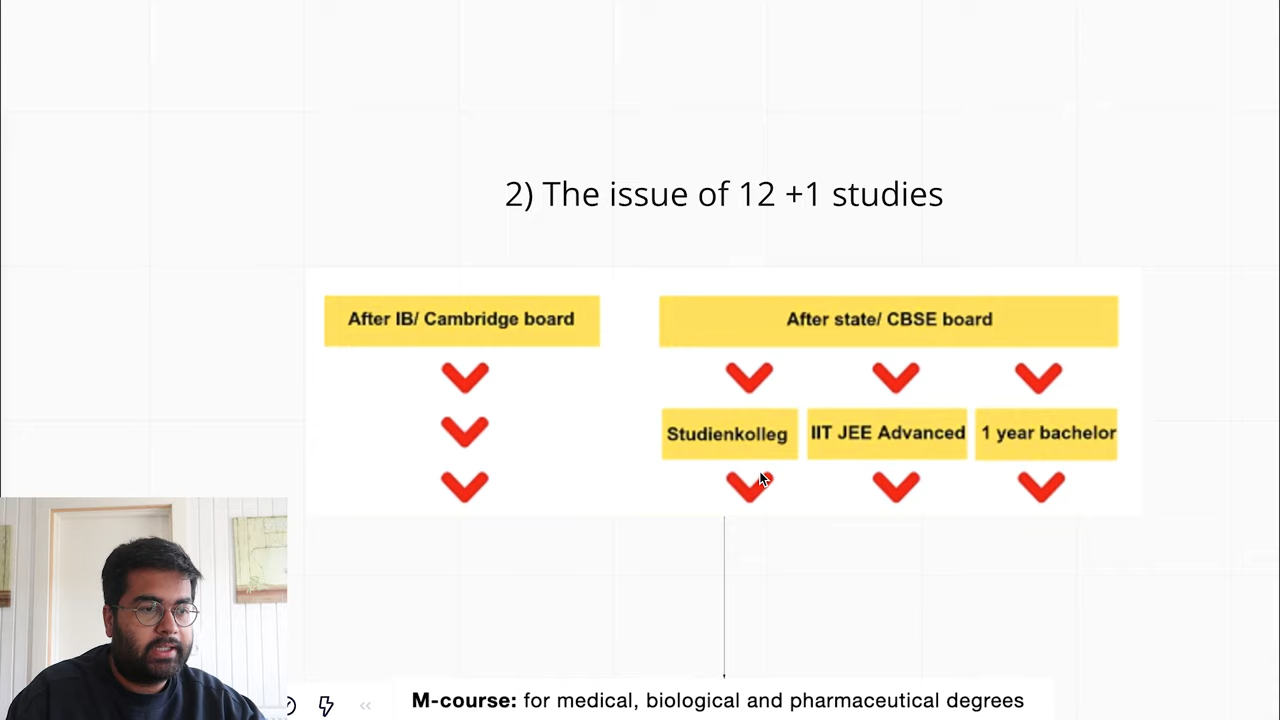 2) The issue of 12 +1 studies
After IB/ Cambridge board
After state/ CBSE board
Studienkolleg
IIT JEE Advanced
1 year bachelor
M-course: for medical, biological and pharmaceutical degrees